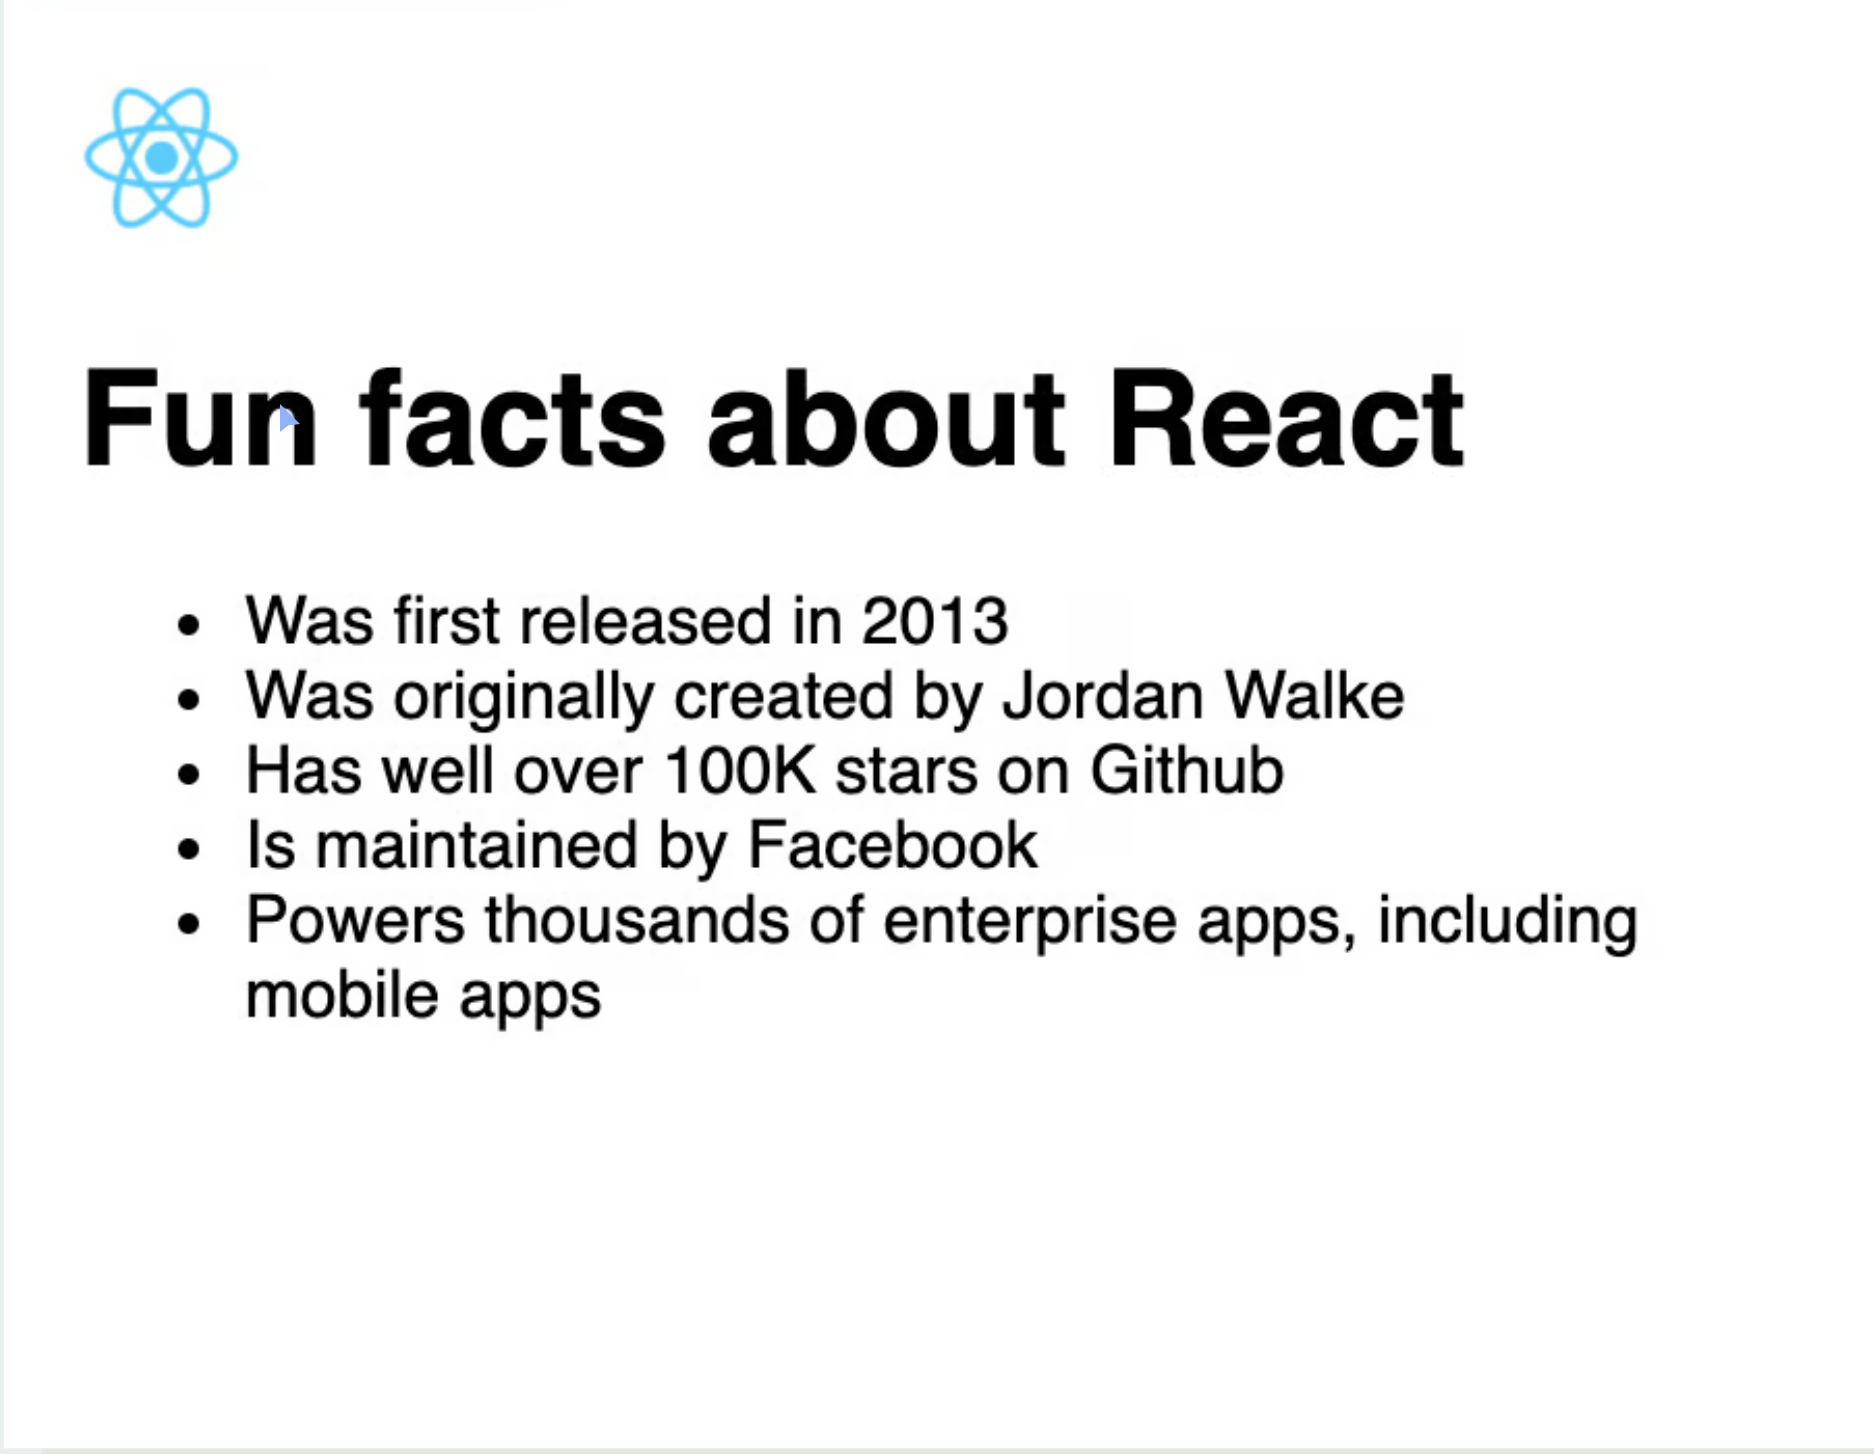 Fun facts about React
Was first released in 2013
Was originally created by Jordan Walke
Has well over 100K stars on Github
Is maintained by Facebook
Powers thousands of enterprise apps, including
mobile apps